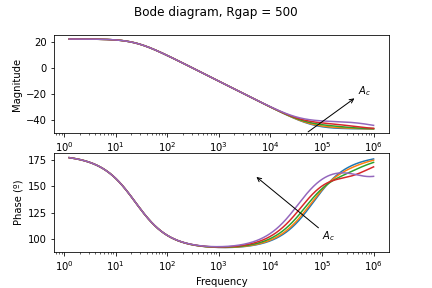 Bode diagram, Rgap = 500
Magnitude
20
0
−20
−40
A_c
10^0 10^1 10^2 10^3 10^4 10^5 10^6
Phase (º)
175
150
125
100
A_c
10^0 10^1 10^2 10^3 10^4 10^5 10^6
Frequency